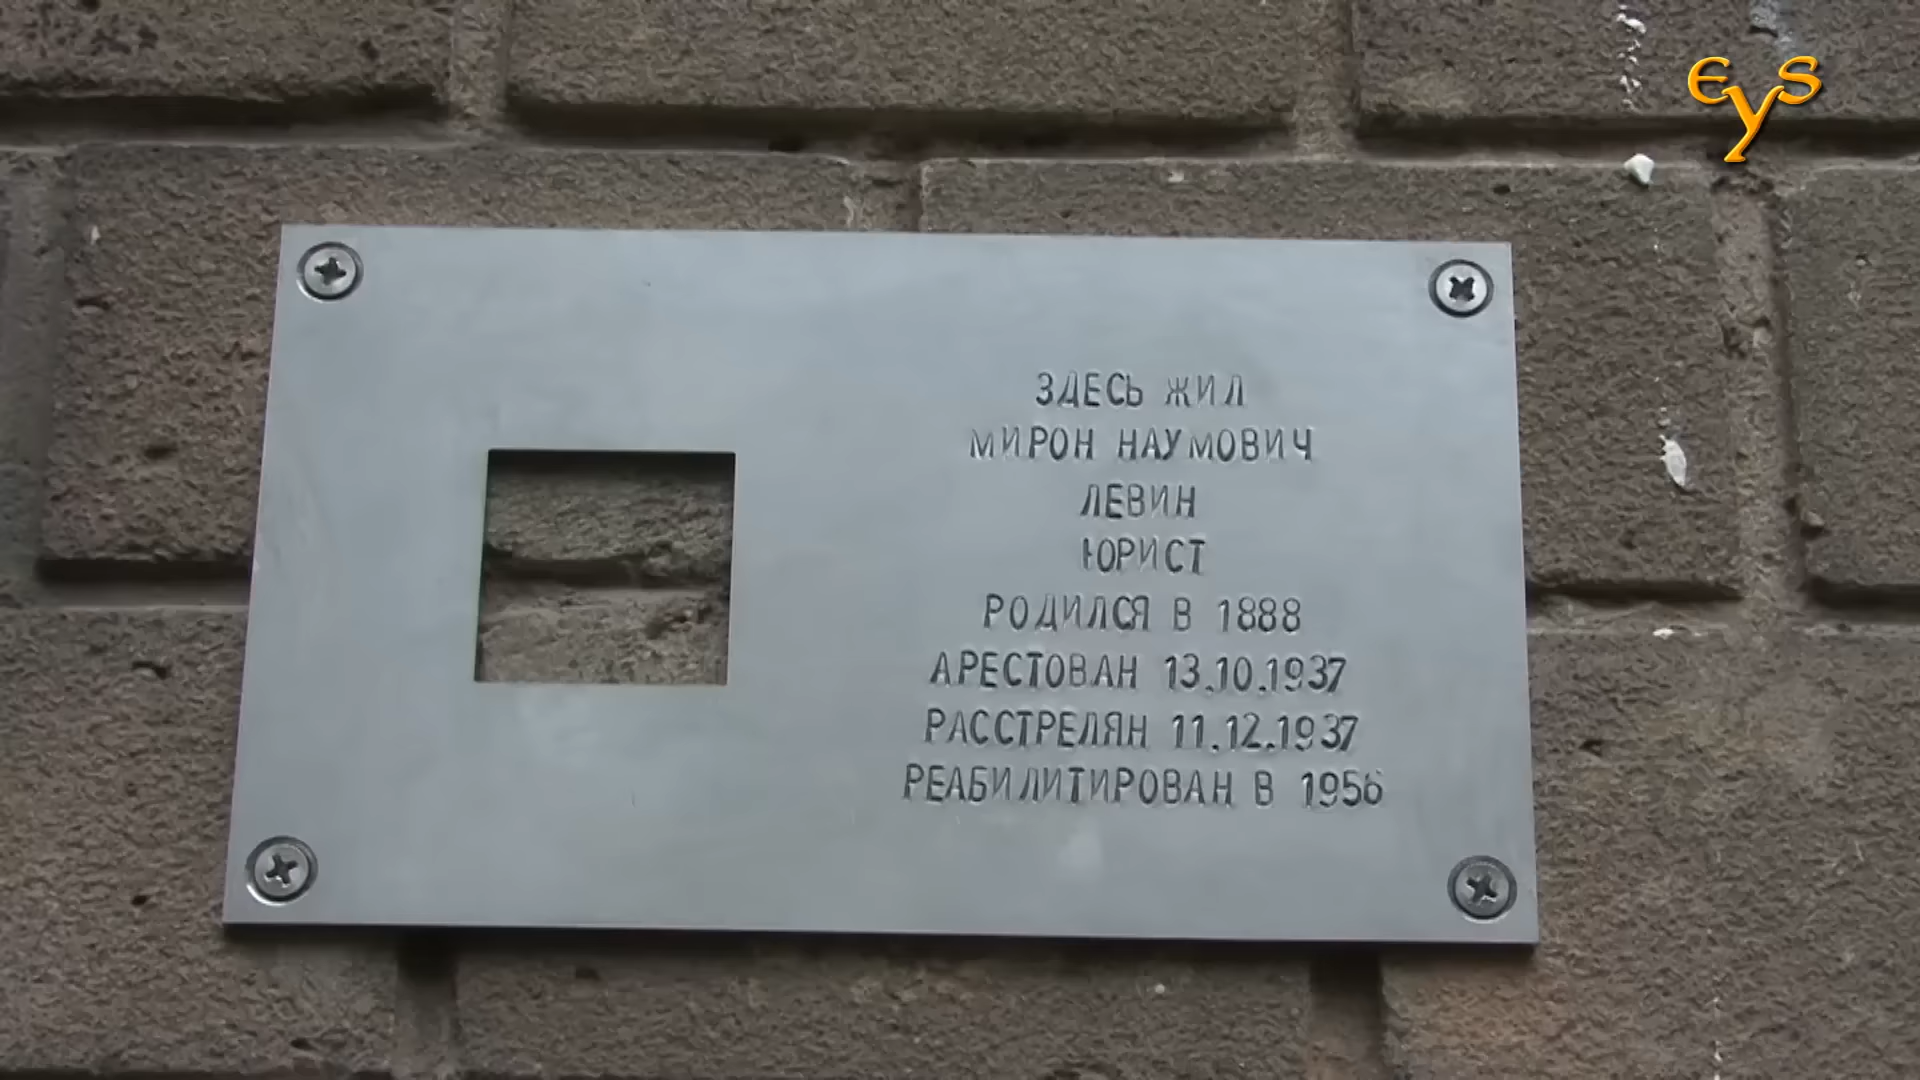 eys
ЗДЕСЬ ЖИЛ
МИРОН НАУМОВИЧ
ЛЕВИН
ЮРИСТ
РОДИЛСЯ В 1888
АРЕСТОВАН 13.10.1937
РАССТРЕЛЯН 11.12.1937
РЕАБИЛИТИРОВАН В 1956